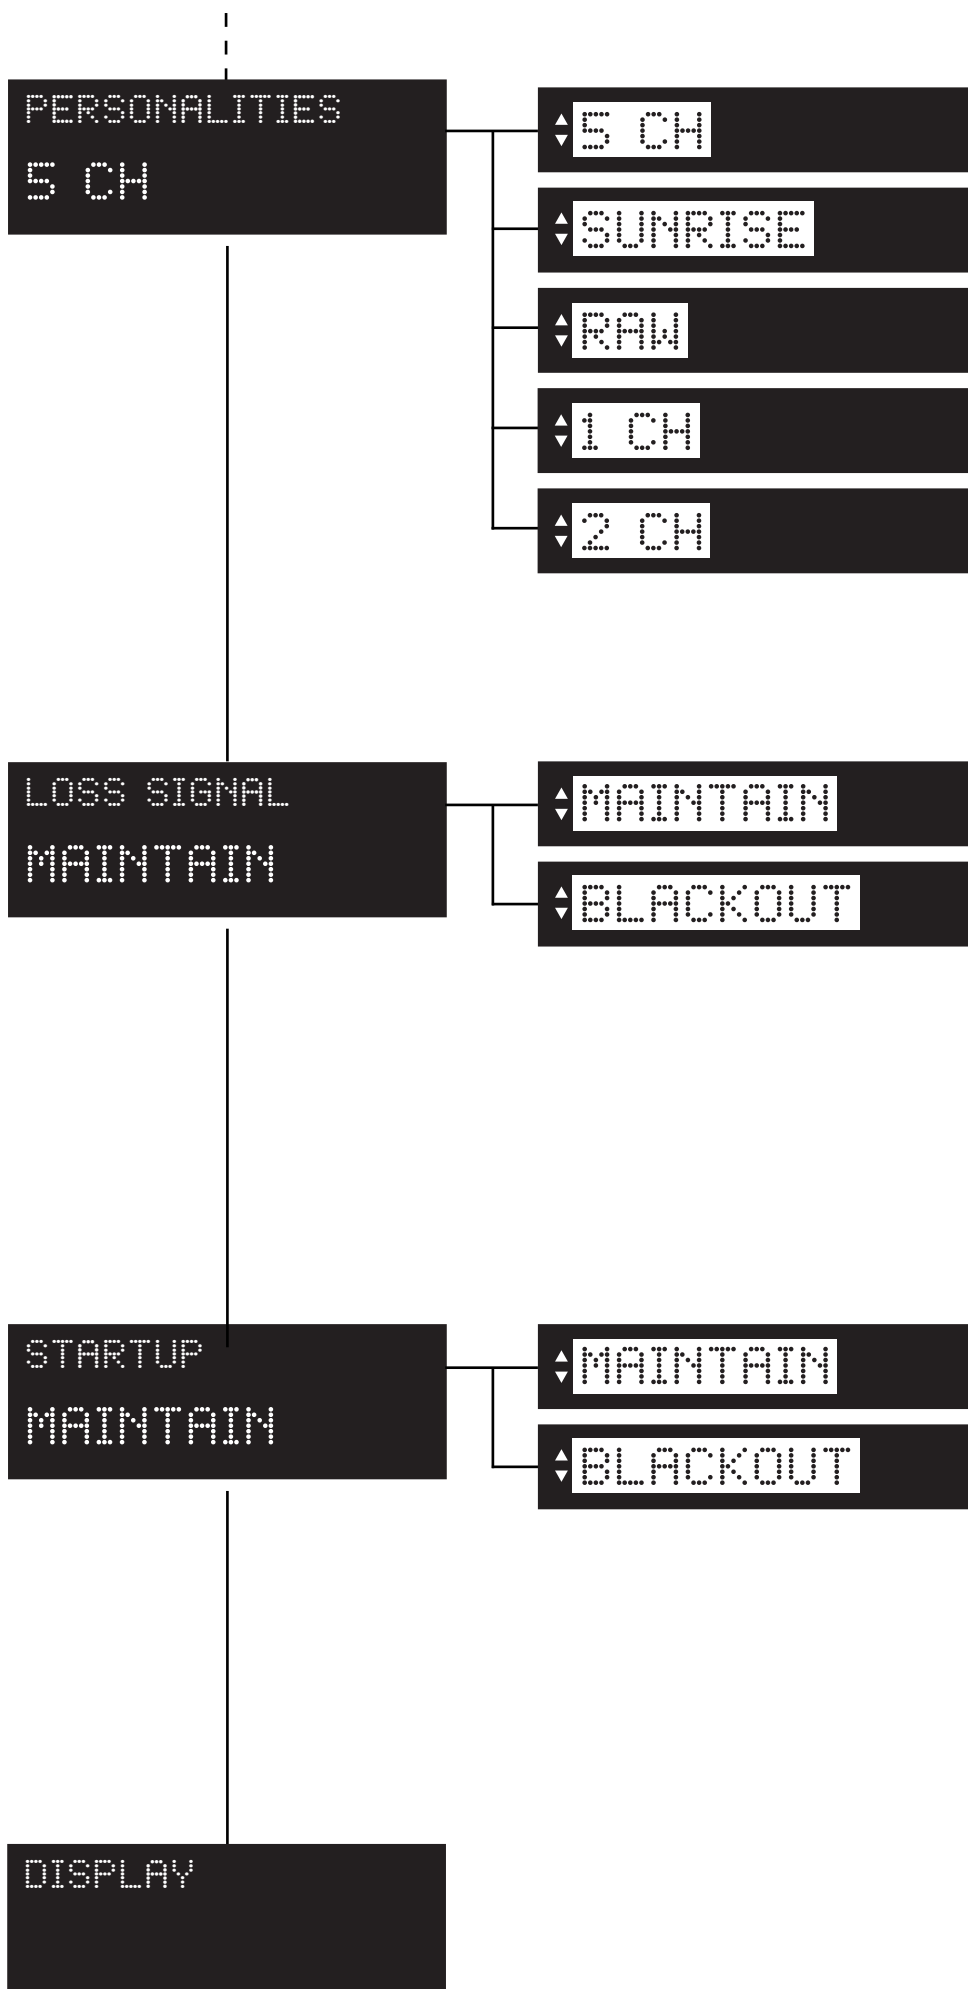 PERSONALITIES
5 CH
5 CH
SUNRISE
RAW
1 CH
2 CH
LOSS SIGNAL
MAINTAIN
MAINTAIN
BLACKOUT
STARTUP
MAINTAIN
MAINTAIN
BLACKOUT
DISPLAY